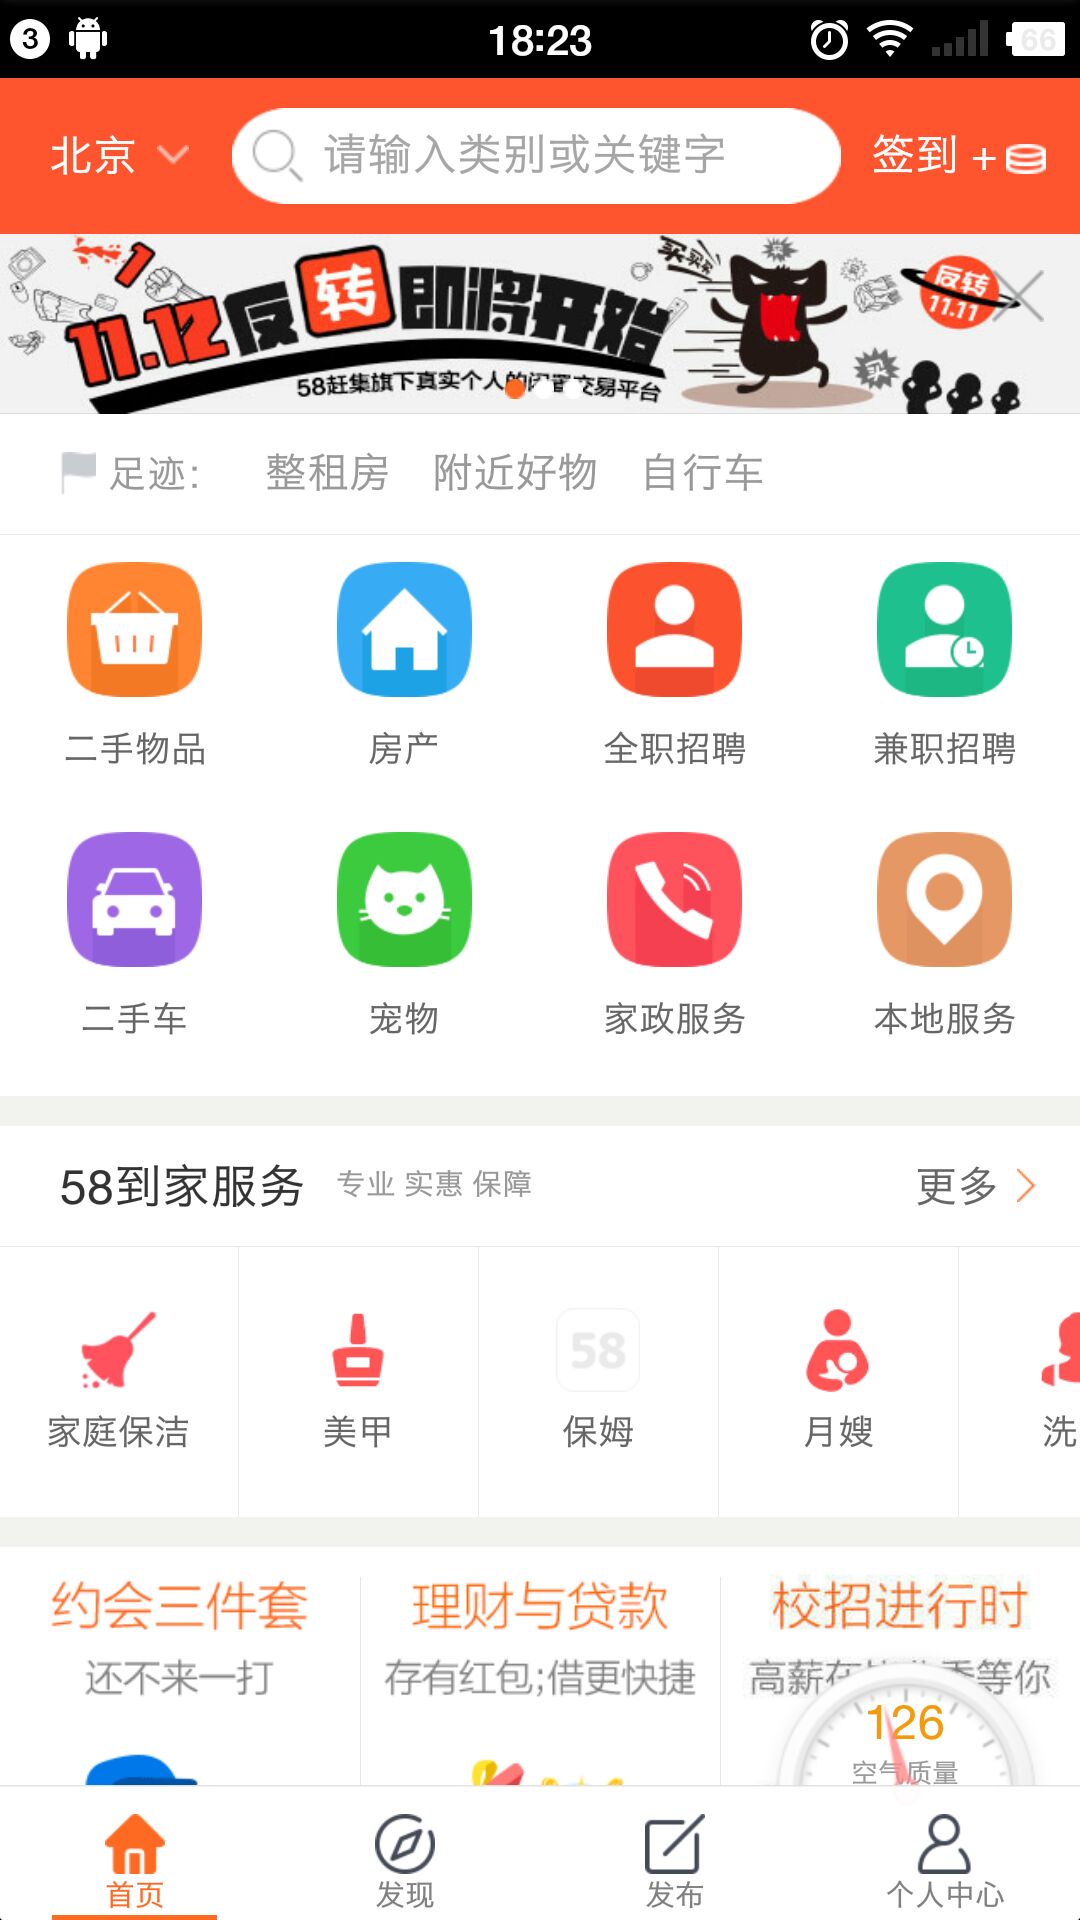 3
18:23
66
北京
请输入类别或关键字
签到 +
11.12反转即将开始
58赶集旗下真实个人的闲置交易平台
买买买
买
反转
11.11
买
足迹:
整租房 附近好物 自行车
二手物品 房产 全职招聘 兼职招聘
二手车 宠物 家政服务 本地服务
58到家服务 专业 实惠 保障 更多
58
家庭保洁 美甲 保姆 月嫂 洗
约会三件套 理财与贷款 校招进行时
还不来一打 存有红包;借更快捷 高薪在等你
126
空气质量
首页 发现 发布 个人中心